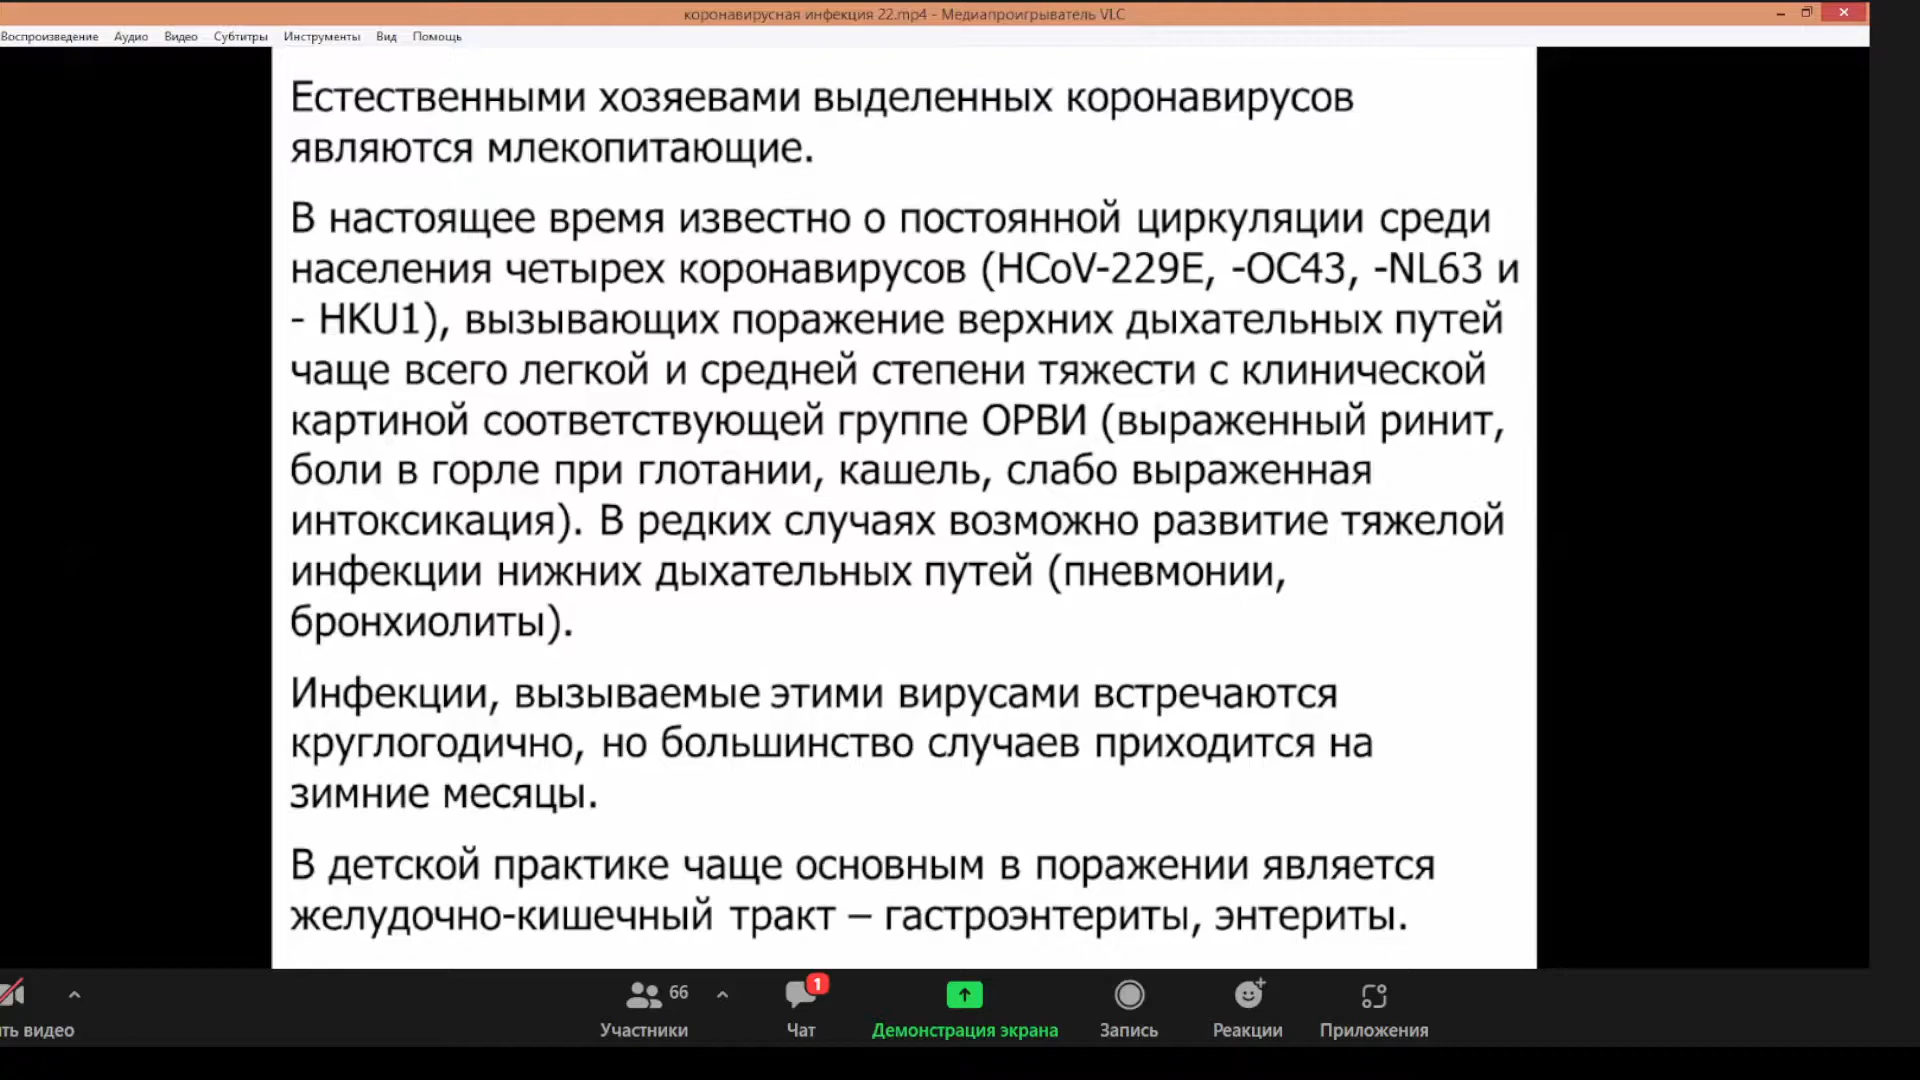 коронавирусная инфекция 22.mp4 - Медиапроигрыватель VLC
Воспроизведение Аудио Видео Субтитры Инструменты Вид Помощь
Естественными хозяевами выделенных коронавирусов
являются млекопитающие.
В настоящее время известно о постоянной циркуляции среди
населения четырех коронавирусов (HCoV-229E, -OC43, -NL63 и
- HKU1), вызывающих поражение верхних дыхательных путей
чаще всего легкой и средней степени тяжести с клинической
картиной соответствующей группе ОРВИ (выраженный ринит,
боли в горле при глотании, кашель, слабо выраженная
интоксикация). В редких случаях возможно развитие тяжелой
инфекции нижних дыхательных путей (пневмонии,
бронхиолиты).
Инфекции, вызываемые этими вирусами встречаются
круглогодично, но большинство случаев приходится на
зимние месяцы.
В детской практике чаще основным в поражении является
желудочно-кишечный тракт – гастроэнтериты, энтериты.
66 1
ть видео Участники Чат Демонстрация экрана Запись Реакции Приложения